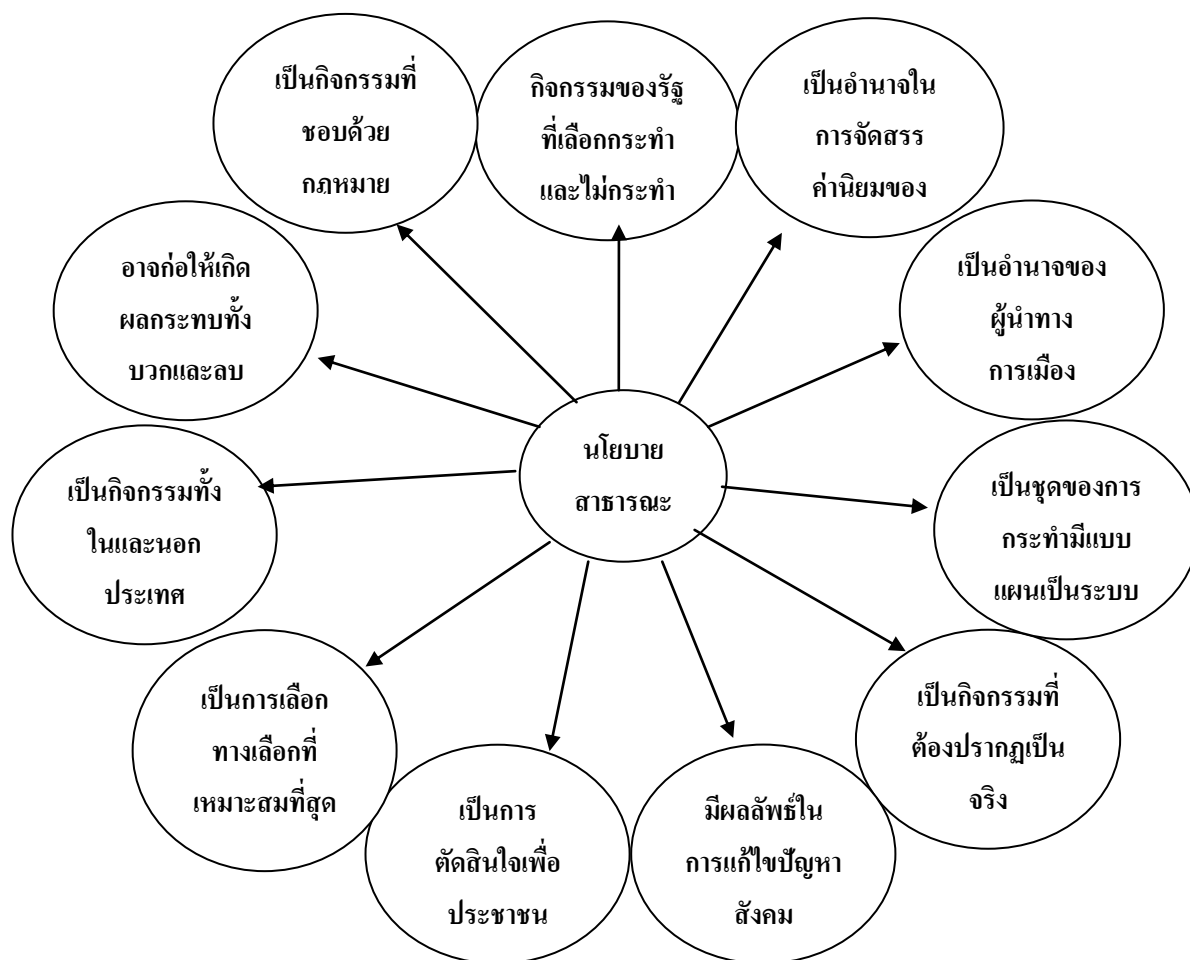 เป็นกิจกรรมที่
ชอบด้วย
กฎหมาย
กิจกรรมของรัฐ
ที่เลือกกระทำ
และไม่กระทำ
เป็นอำนาจใน
การจัดสรร
ค่านิยมของ
เป็นอำนาจของ
ผู้นำทาง
การเมือง
เป็นชุดของการ
กระทำมีแบบ
แผนเป็นระบบ
เป็นกิจกรรมที่
ต้องปรากฏเป็น
จริง
มีผลลัพธ์ใน
การแก้ไขปัญหา
สังคม
เป็นการ
ตัดสินใจเพื่อ
ประชาชน
เป็นการเลือก
ทางเลือกที่
เหมาะสมที่สุด
เป็นกิจกรรมทั้ง
ในและนอก
ประเทศ
อาจก่อให้เกิด
ผลกระทบทั้ง
บวกและลบ
นโยบาย
สาธารณะ